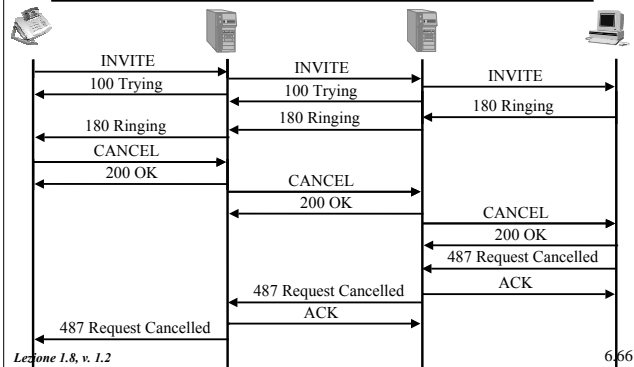 INVITE
INVITE
INVITE
100 Trying
100 Trying
180 Ringing
180 Ringing
180 Ringing
CANCEL
200 OK
CANCEL
200 OK
CANCEL
200 OK
487 Request Cancelled
ACK
487 Request Cancelled
ACK
487 Request Cancelled
Lezione 1.8, v. 1.2
6.66